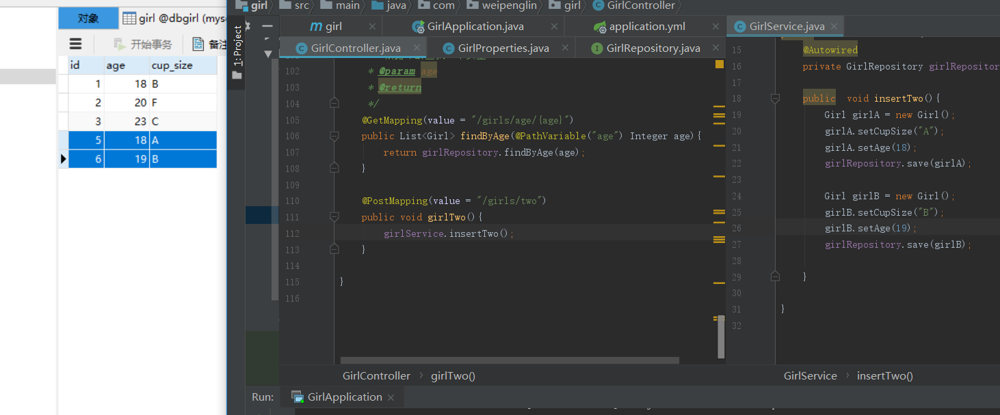 对象
girl @dbgirl
开始事务
备注
id age cup_size
1 18 B
2 20 F
3 23 C
5 18 A
6 19 B
1: Project
girl src main java com weipenglin girl GirlController
girl GirlApplication.java application.yml
GirlController.java GirlProperties.java GirlRepository.java
102 * @param age
103 * @return
104 */
105 @GetMapping(value = "/girls/age/{age}")
106 public List<Girl> findByAge(@PathVariable("age") Integer age){
107 return girlRepository.findByAge(age);
108 }
109
110 @PostMapping(value = "/girls/two")
111 public void girlTwo(){
112 girlService.insertTwo();
113 }
114
115 }
116
GirlController › girlTwo()
GirlService.java
15 @Autowired
16 private GirlRepository girlRepositor
17
18 public void insertTwo(){
19 Girl girlA = new Girl();
20 girlA.setCupSize("A");
21 girlA.setAge(18);
22 girlRepository.save(girlA);
23
24 Girl girlB = new Girl();
25 girlB.setCupSize("B");
26 girlB.setAge(19);
27 girlRepository.save(girlB);
28
29 }
30
31 }
32
GirlService › insertTwo()
Run: GirlApplication